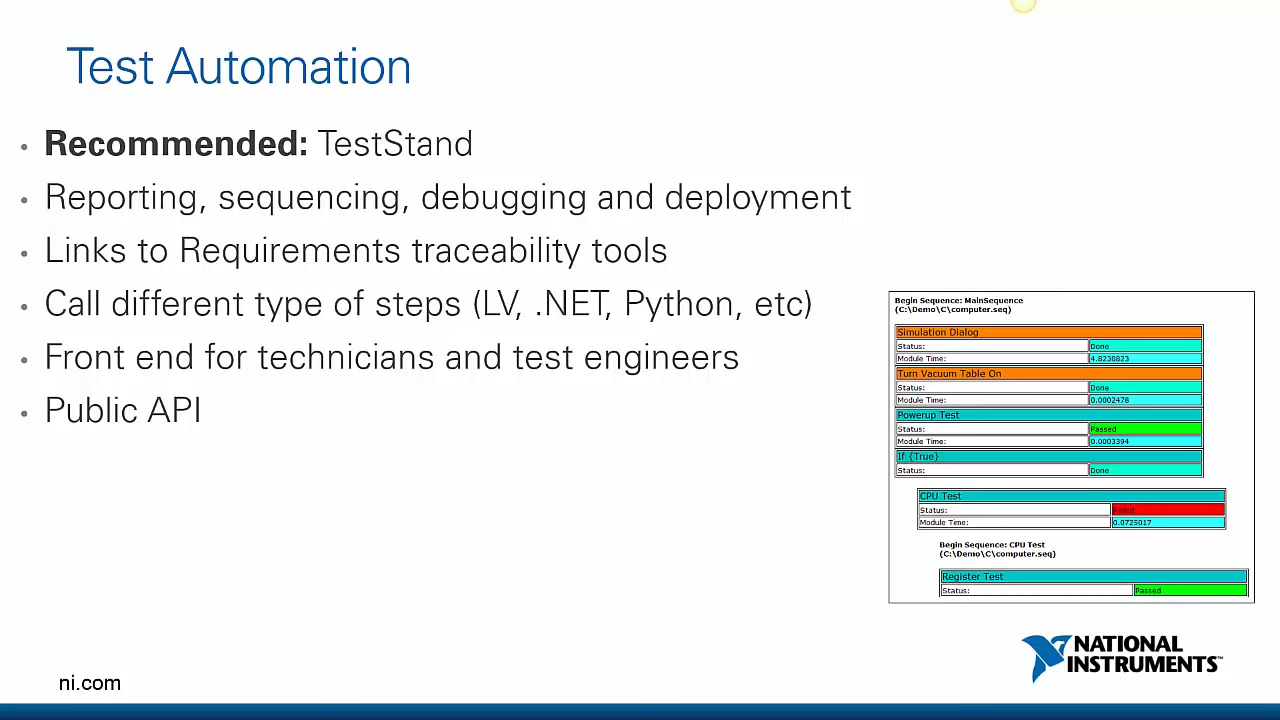 Test Automation
• Recommended: TestStand
• Reporting, sequencing, debugging and deployment
• Links to Requirements traceability tools
• Call different type of steps (LV, .NET, Python, etc)
• Front end for technicians and test engineers
• Public API
Begin Sequence: MainSequence
(C:\Demo\C\computer.seq)
Simulation Dialog
Status: Done
Module Time: 4.8230823
Turn Vacuum Table On
Status: Done
Module Time: 0.0002478
Powerup Test
Status: Passed
Module Time: 0.0003394
If {True}
Status: Done
CPU Test
Status: Failed
Module Time: 0.0725017
Begin Sequence: CPU Test
(C:\Demo\C\computer.seq)
Register Test
Status: Passed
NATIONAL
INSTRUMENTS™
ni.com